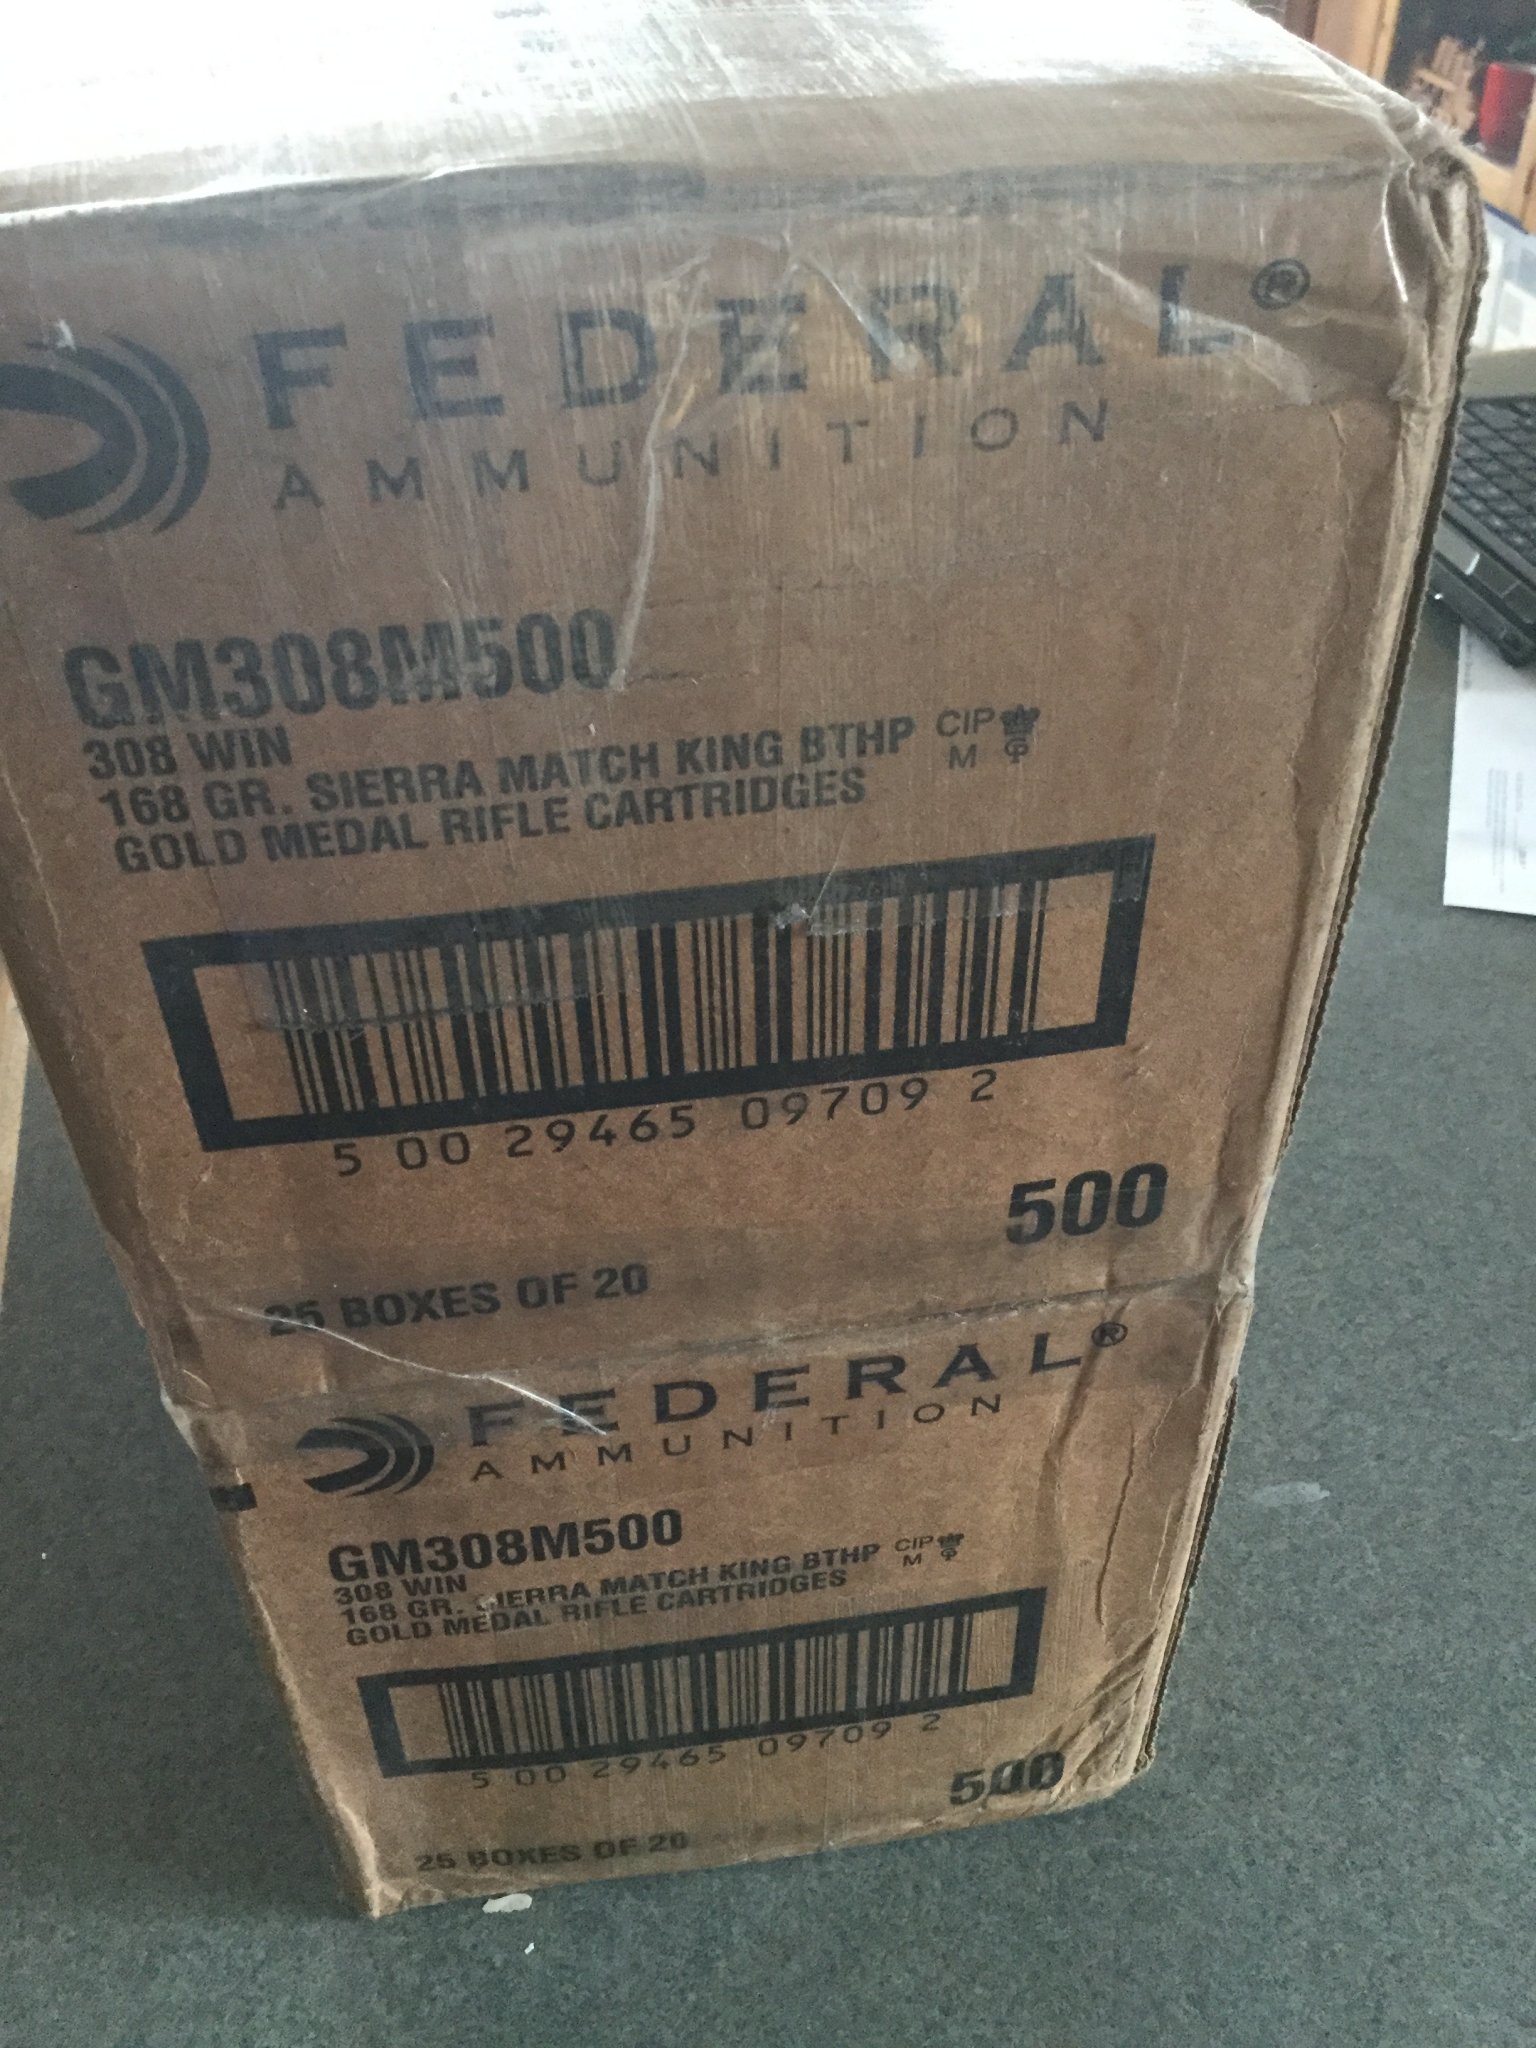 FEDERAL®
AMMUNITION
GM308M500
308 WIN
168 GR. SIERRA MATCH KING BTHP CIP
M
GOLD MEDAL RIFLE CARTRIDGES
5 00 29465 09709 2
500
25 BOXES OF 20
FEDERAL®
AMMUNITION
GM308M500
308 WIN
168 GR. SIERRA MATCH KING BTHP CIP
M
GOLD MEDAL RIFLE CARTRIDGES
5 00 29465 09709 2
500
25 BOXES OF 20